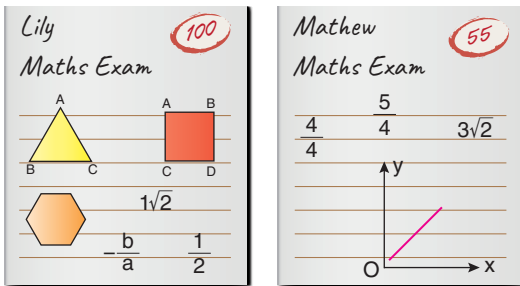 Lily
100
Maths Exam
A
A B
B C
C D
1√2
-b/a
1/2
Mathew
55
Maths Exam
4/4
5/4
3√2
y
O
x